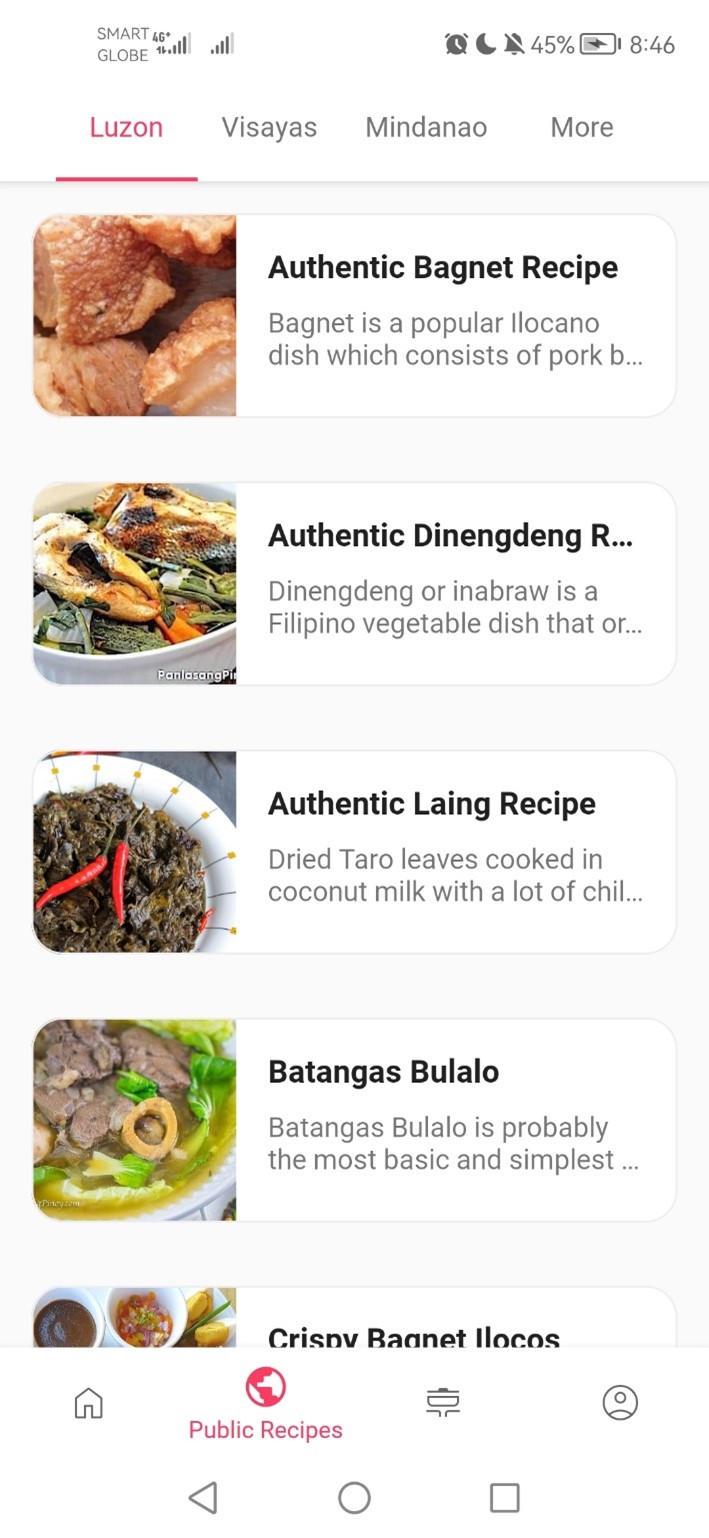 SMART 4G+
GLOBE
45% 8:46
Luzon Visayas Mindanao More
Authentic Bagnet Recipe
Bagnet is a popular Ilocano
dish which consists of pork b...
Authentic Dinengdeng R...
Dinengdeng or inabraw is a
Filipino vegetable dish that or...
PanlasangPi
Authentic Laing Recipe
Dried Taro leaves cooked in
coconut milk with a lot of chil...
Batangas Bulalo
Batangas Bulalo is probably
the most basic and simplest ...
rPinoy.com
Crispy Bagnet Ilocos
Public Recipes